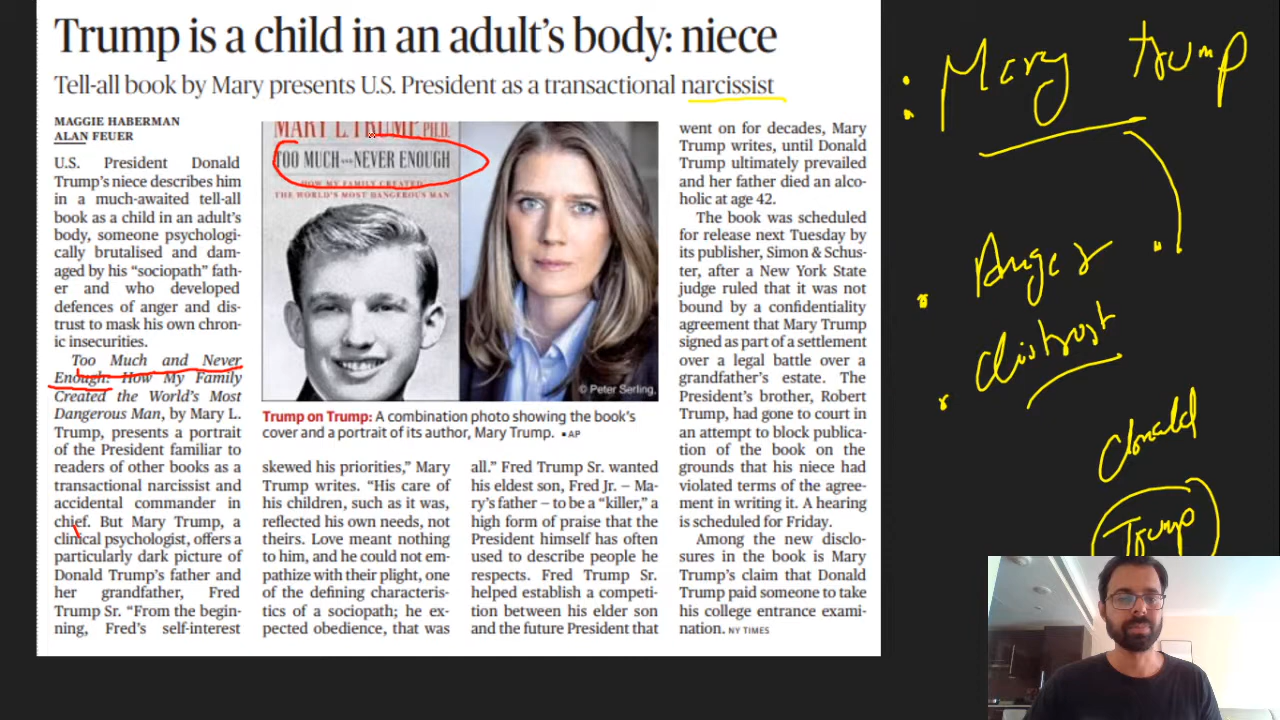 Trump is a child in an adult's body: niece
Tell-all book by Mary presents U.S. President as a transactional narcissist
MAGGIE HABERMAN
ALAN FEUER
U.S. President Donald
Trump's niece describes him
in a much-awaited tell-all
book as a child in an adult's
body, someone psychologi-
cally brutalised and dam-
aged by his "sociopath" fath-
er and who developed
defences of anger and dis-
trust to mask his own chron-
ic insecurities.
Too Much and Never
Enough: How My Family
Created the World's Most
Dangerous Man, by Mary L.
Trump, presents a portrait
of the President familiar to
readers of other books as a
transactional narcissist and
accidental commander in
chief. But Mary Trump, a
clinical psychologist, offers a
particularly dark picture of
Donald Trump's father and
her grandfather, Fred
Trump Sr. "From the begin-
ning, Fred's self-interest
MARY L. TRUMP, PH.D.
TOO MUCH AND NEVER ENOUGH
HOW MY FAMILY CREATED
THE WORLD'S MOST DANGEROUS MAN
© Peter Serling,
Trump on Trump: A combination photo showing the book's
cover and a portrait of its author, Mary Trump. • AP
skewed his priorities," Mary
Trump writes. "His care of
his children, such as it was,
reflected his own needs, not
theirs. Love meant nothing
to him, and he could not em-
pathize with their plight, one
of the defining characteris-
tics of a sociopath; he ex-
pected obedience, that was
all." Fred Trump Sr. wanted
his eldest son, Fred Jr. – Ma-
ry's father – to be a "killer," a
high form of praise that the
President himself has often
used to describe people he
respects. Fred Trump Sr.
helped establish a competi-
tion between his elder son
and the future President that
went on for decades, Mary
Trump writes, until Donald
Trump ultimately prevailed
and her father died an alco-
holic at age 42.
The book was scheduled
for release next Tuesday by
its publisher, Simon & Schus-
ter, after a New York State
judge ruled that it was not
bound by a confidentiality
agreement that Mary Trump
signed as part of a settlement
over a legal battle over a
grandfather's estate. The
President's brother, Robert
Trump, had gone to court in
an attempt to block publica-
tion of the book on the
grounds that his niece had
violated terms of the agree-
ment in writing it. A hearing
is scheduled for Friday.
Among the new disclo-
sures in the book is Mary
Trump's claim that Donald
Trump paid someone to take
his college entrance exami-
nation. NY TIMES
: Mary Trump
Anger
distrost
Donald
Trump